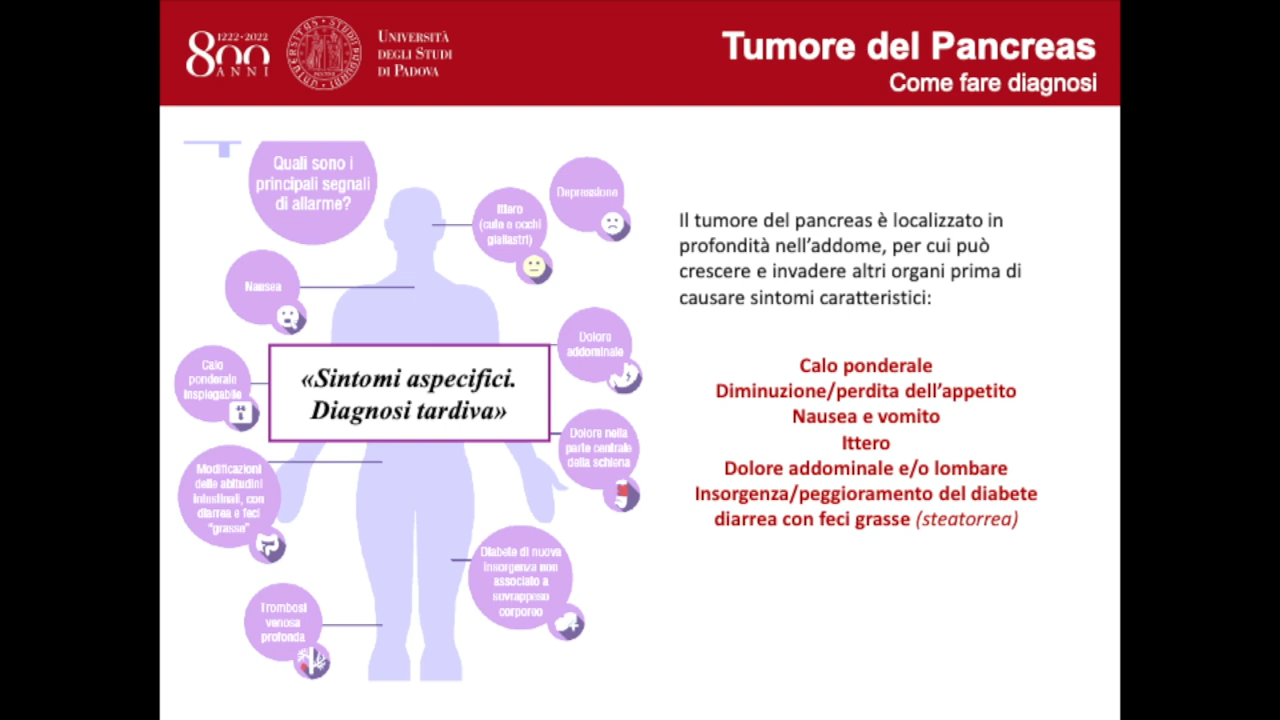 1222·2022
800
ANNI
UNIVERSITÀ
DEGLI STUDI
DI PADOVA
Tumore del Pancreas
Come fare diagnosi
Quali sono i
principali segnali
di allarme?
Depressione
Ittero
(cute e occhi
giallastri)
Nausea
Dolore
addominale
Calo
ponderale
inspiegabile
«Sintomi aspecifici.
Diagnosi tardiva»
Dolore nella
parte centrale
della schiena
Modificazioni
delle abitudini
intestinali, con
diarrea e feci
"grasse"
Diabete di nuova
insorgenza non
associato a
sovrappeso
corporeo
Trombosi
venosa
profonda
Il tumore del pancreas è localizzato in
profondità nell'addome, per cui può
crescere e invadere altri organi prima di
causare sintomi caratteristici:
Calo ponderale
Diminuzione/perdita dell'appetito
Nausea e vomito
Ittero
Dolore addominale e/o lombare
Insorgenza/peggioramento del diabete
diarrea con feci grasse (steatorrea)